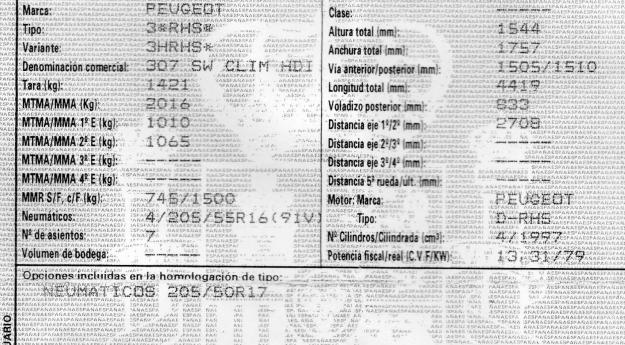 Marca: PEUGEOT
Tipo: 3*RHS*
Variante: 3HRHS*
Denominación comercial: 307 SW CLIM HDI
Tara (kg): 1421
MTMA/MMA (Kg): 2016
MTMA/MMA 1º E (kg): 1010
MTMA/MMA 2º E (kg): 1065
MTMA/MMA 3º E (kg): ------
MTMA/MMA 4º E (kg): ------
MMR S/F, c/F (kg): 745/1500
Neumáticos: 4/205/55R16(91V)
Nº de asientos: 7
Volumen de bodega: ------
Clase: ------
Altura total (mm): 1544
Anchura total (mm): 1757
Via anterior/posterior (mm): 1505/1510
Longitud total (mm): 4419
Voladizo posterior (mm): 833
Distancia eje 1º/2º (mm): 2708
Distancia eje 2º/3º (mm): ------
Distancia eje 3º/4º (mm): ------
Distancia 5ª rueda/ult. (mm): ------
Motor: Marca: PEUGEOT
Tipo: D-RHS
Nº Cilindros/Cilindrada (cm³): 4/1997
Potencia fiscal/real (C.V F/KW): 13,31/79
Opciones incluidas en la homologación de tipo:
NEUMATICOS 205/50R17